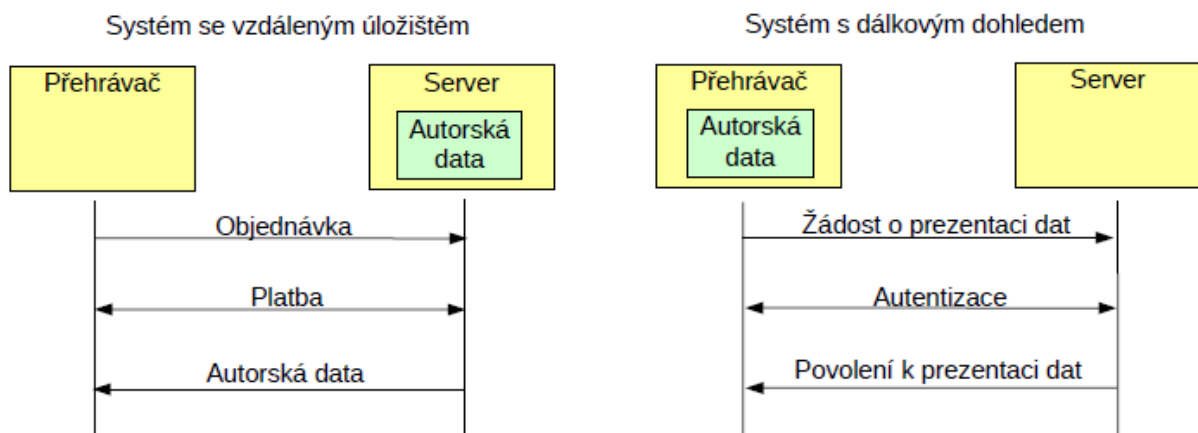 Systém se vzdáleným úložištěm
Přehrávač
Server
Autorská
data
Objednávka
Platba
Autorská data
Systém s dálkovým dohledem
Přehrávač
Autorská
data
Server
Žádost o prezentaci dat
Autentizace
Povolení k prezentaci dat